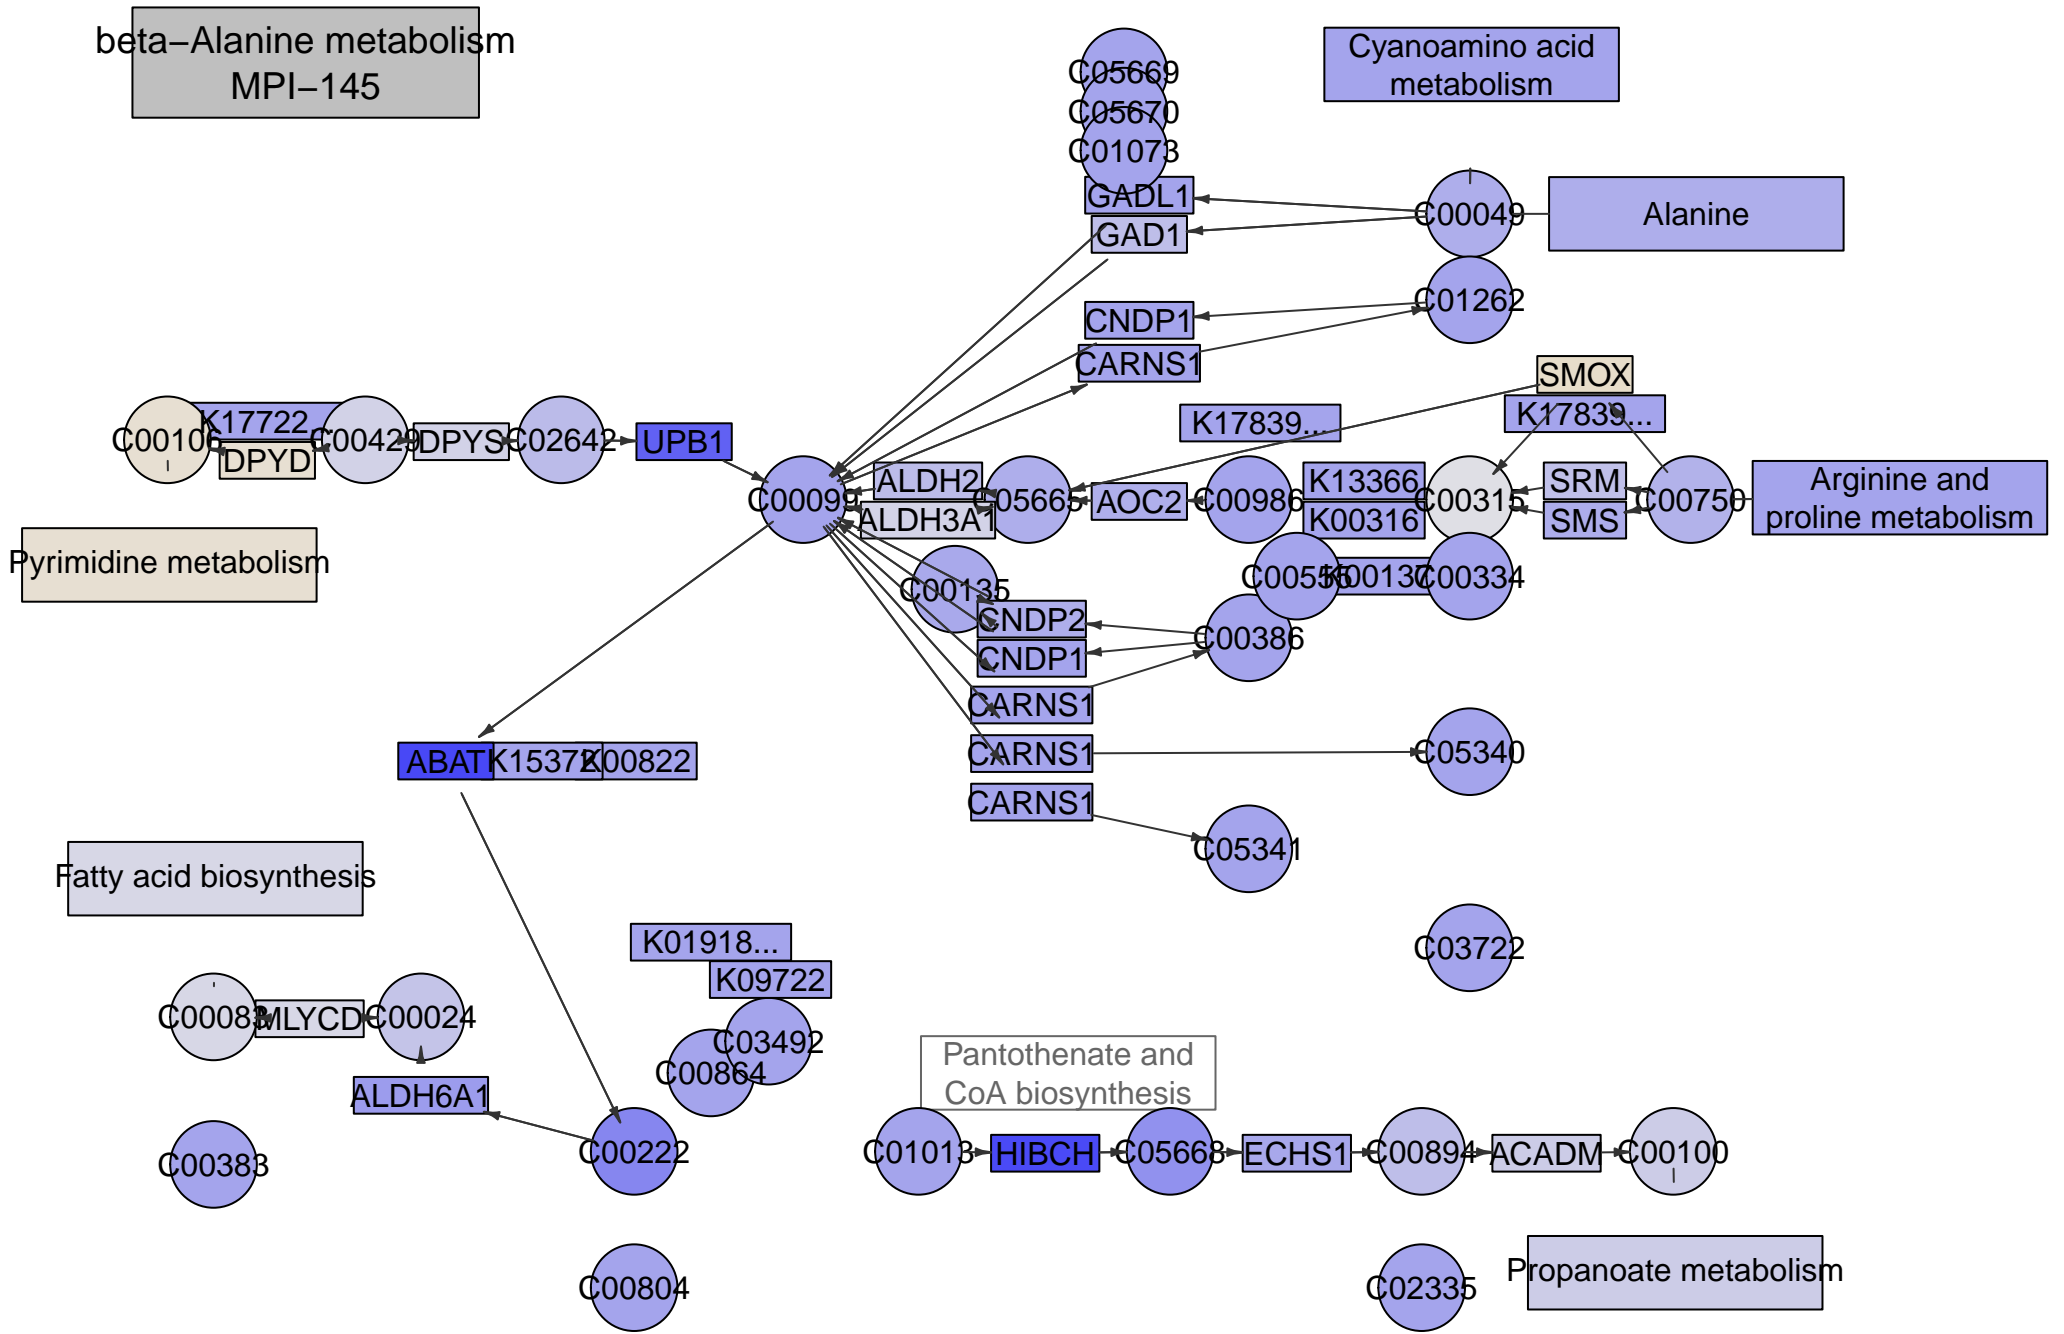 beta−Alanine metabolism
MPI−145
C05669
C05670
C01073
Cyanoamino acid
metabolism
GADL1
GAD1
C00049
Alanine
C01262
CNDP1
CARNS1
SMOX
K17839...
K17839...
C00106
K17722...
DPYD
C00429
DPYS
C02642
UPB1
C00099
ALDH2
ALDH3A1
C05665
AOC2
C00986
K13366
K00316
C00315
SRM
SMS
C00750
Arginine and
proline metabolism
Pyrimidine metabolism
C00135
C00555
K00137
C00334
CNDP2
CNDP1
C00386
CARNS1
CARNS1
CARNS1
C05340
C05341
ABAT
K15372
K00822
Fatty acid biosynthesis
K01918...
K09722
C03722
C00083
MLYCD
C00024
C03492
C00864
ALDH6A1
Pantothenate and
CoA biosynthesis
C00383
C00222
C01013
HIBCH
C05668
ECHS1
C00894
ACADM
C00100
C00804
C02335
Propanoate metabolism